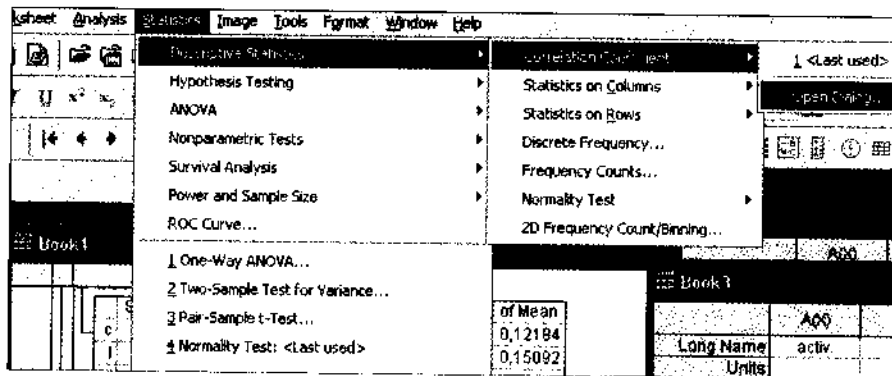 ksheet Analysis Statistics Image Tools Format Window Help
Descriptive Statistics
Hypothesis Testing
ANOVA
Nonparametric Tests
Survival Analysis
Power and Sample Size
ROC Curve...
1 One-Way ANOVA...
2 Two-Sample Test for Variance...
3 Pair-Sample t-Test...
4 Normality Test: <Last used>
Correlation Coefficient
Statistics on Columns
Statistics on Rows
Discrete Frequency...
Frequency Counts...
Normality Test
2D Frequency Count/Binning...
1 <Last used>
Open Dialog...
Book1
of Mean
0,12184
0,15092
Book3
Long Name activ
Units